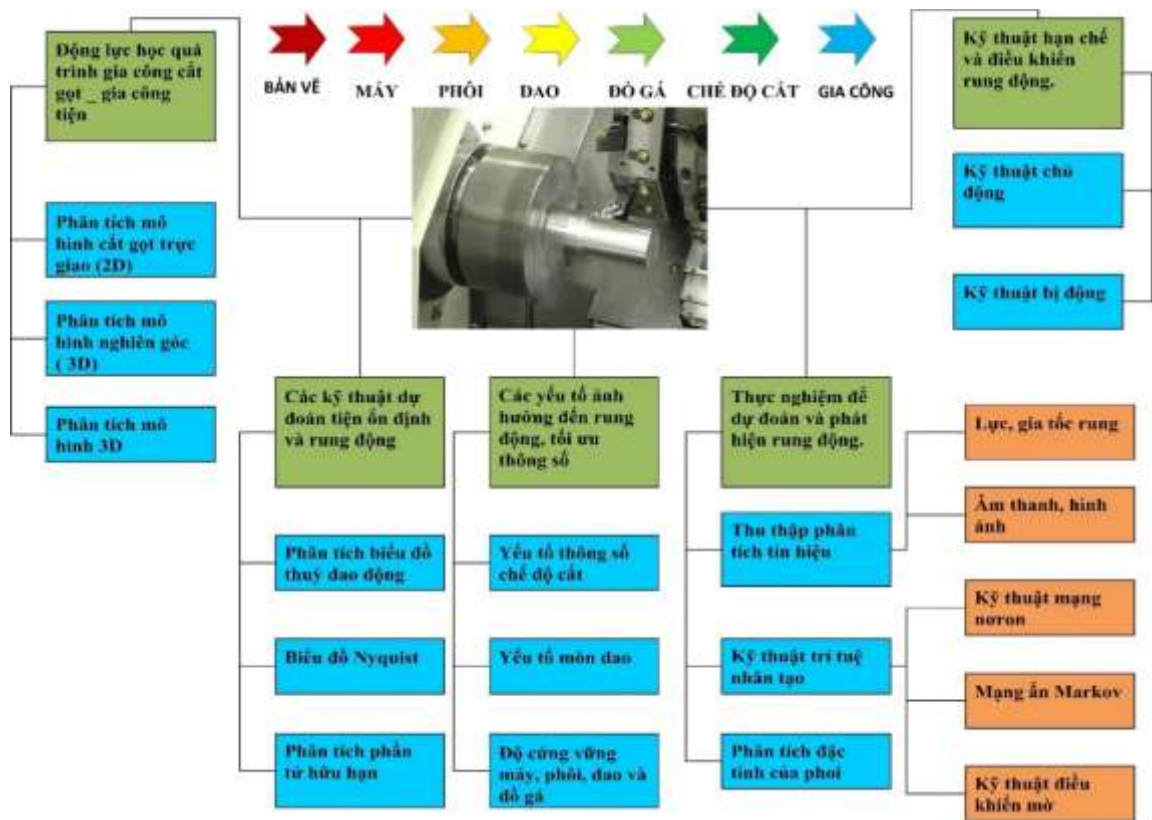 BẢN VẼ
MÁY
PHÔI
DAO
ĐỒ GÁ
CHẾ ĐỘ CẮT
GIA CÔNG
Động lực học quá
trình gia công cắt
gọt _ gia công
tiện
Phân tích mô
hình cắt gọt trực
giao (2D)
Phân tích mô
hình nghiên góc
( 3D)
Phân tích mô
hình 3D
Các kỹ thuật dự
đoán tiện ổn định
và rung động
Phân tích biểu đồ
thuỳ dao động
Biểu đồ Nyquist
Phân tích phần
tử hữu hạn
Các yếu tố ảnh
hưởng đến rung
động, tối ưu
thông số
Yếu tố thông số
chế độ cắt
Yếu tố mòn dao
Độ cứng vững
máy, phôi, dao và
đồ gá
Thực nghiệm để
dự đoán và phát
hiện rung động.
Thu thập phân
tích tín hiệu
Kỹ thuật trí tuệ
nhân tạo
Phân tích đặc
tính của phoi
Kỹ thuật hạn chế
và điều khiển
rung động.
Kỹ thuật chủ
động
Kỹ thuật bị động
Lực, gia tốc rung
Âm thanh, hình
ảnh
Kỹ thuật mạng
nơron
Mạng ẩn Markov
Kỹ thuật điều
khiển mờ